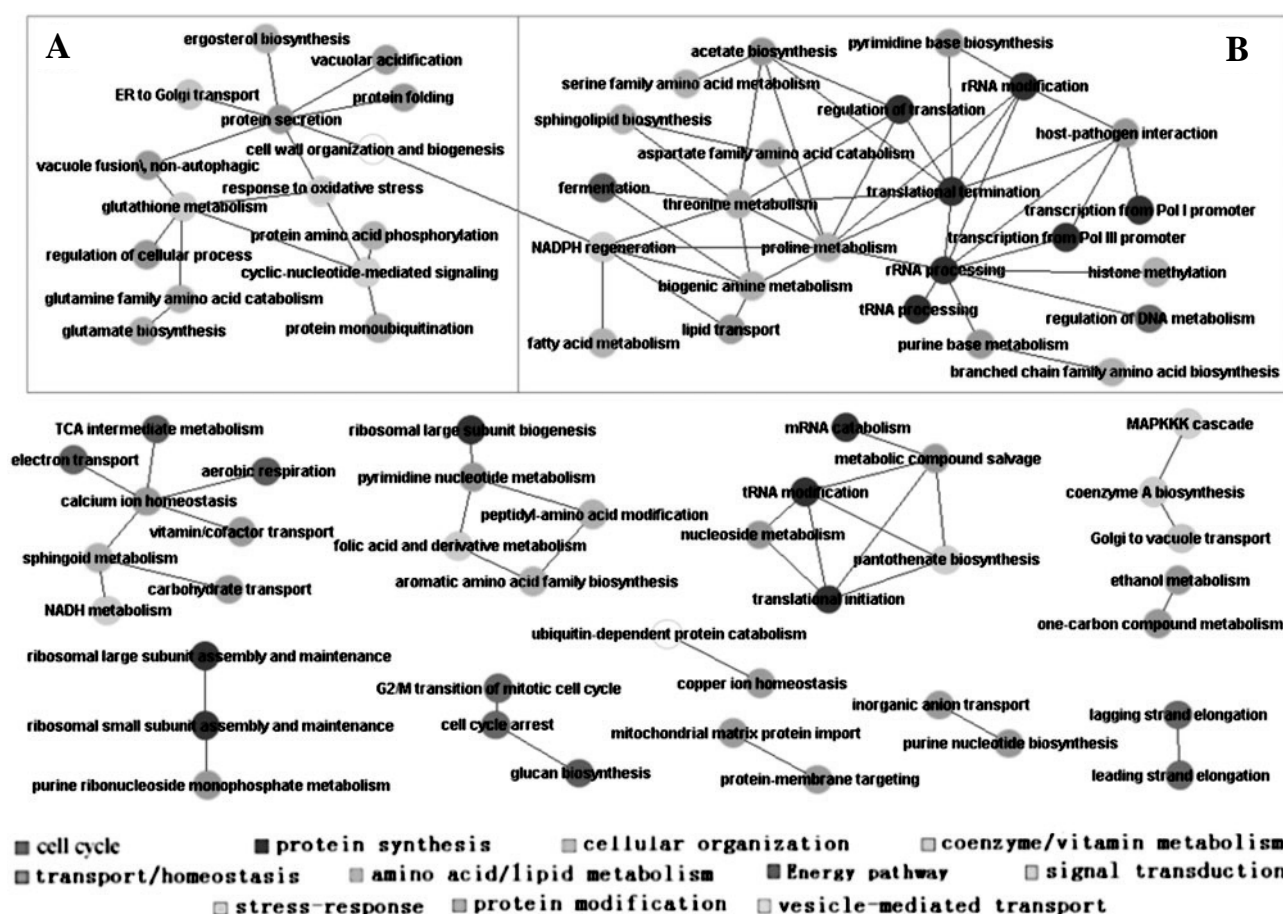 A
B
ergosterol biosynthesis
vacuolar acidification
ER to Golgi transport
protein folding
protein secretion
cell wall organization and biogenesis
vacuole fusion\, non-autophagic
response to oxidative stress
glutathione metabolism
protein amino acid phosphorylation
regulation of cellular process
cyclic-nucleotide-mediated signaling
glutamine family amino acid catabolism
glutamate biosynthesis
protein monoubiquitination
acetate biosynthesis
pyrimidine base biosynthesis
serine family amino acid metabolism
rRNA modification
regulation of translation
sphingolipid biosynthesis
host-pathogen interaction
aspartate family amino acid catabolism
fermentation
translational termination
threonine metabolism
transcription from Pol I promoter
NADPH regeneration
proline metabolism
transcription from Pol III promoter
rRNA processing
histone methylation
biogenic amine metabolism
tRNA processing
regulation of DNA metabolism
lipid transport
fatty acid metabolism
purine base metabolism
branched chain family amino acid biosynthesis
TCA intermediate metabolism
electron transport
aerobic respiration
calcium ion homeostasis
vitamin/cofactor transport
sphingoid metabolism
carbohydrate transport
NADH metabolism
ribosomal large subunit biogenesis
pyrimidine nucleotide metabolism
peptidyl-amino acid modification
folic acid and derivative metabolism
aromatic amino acid family biosynthesis
mRNA catabolism
metabolic compound salvage
tRNA modification
nucleoside metabolism
pantothenate biosynthesis
translational initiation
MAPKKK cascade
coenzyme A biosynthesis
Golgi to vacuole transport
ethanol metabolism
one-carbon compound metabolism
ribosomal large subunit assembly and maintenance
ribosomal small subunit assembly and maintenance
purine ribonucleoside monophosphate metabolism
G2/M transition of mitotic cell cycle
cell cycle arrest
glucan biosynthesis
ubiquitin-dependent protein catabolism
copper ion homeostasis
mitochondrial matrix protein import
protein-membrane targeting
inorganic anion transport
purine nucleotide biosynthesis
lagging strand elongation
leading strand elongation
cell cycle protein synthesis cellular organization coenzyme/vitamin metabolism
transport/homeostasis amino acid/lipid metabolism Energy pathway signal transduction
stress-response protein modification vesicle-mediated transport